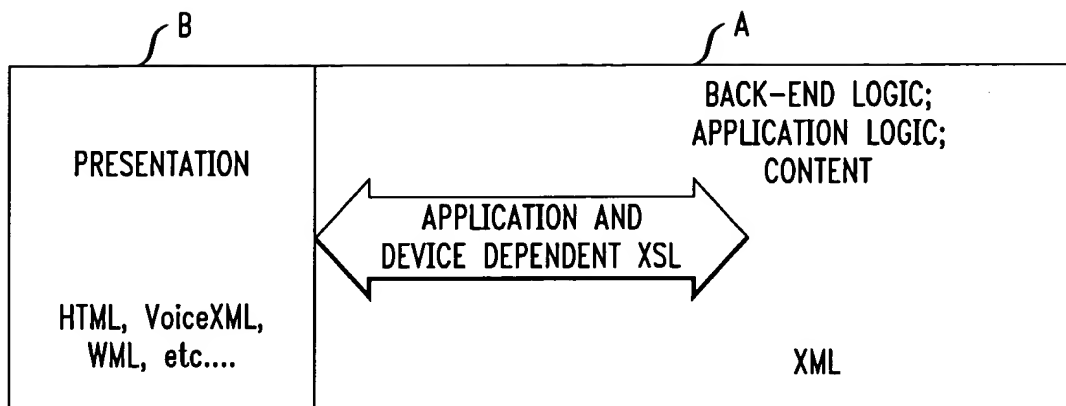 B
A
PRESENTATION
HTML, VoiceXML,
WML, etc....
BACK-END LOGIC;
APPLICATION LOGIC;
CONTENT
APPLICATION AND
DEVICE DEPENDENT XSL
XML